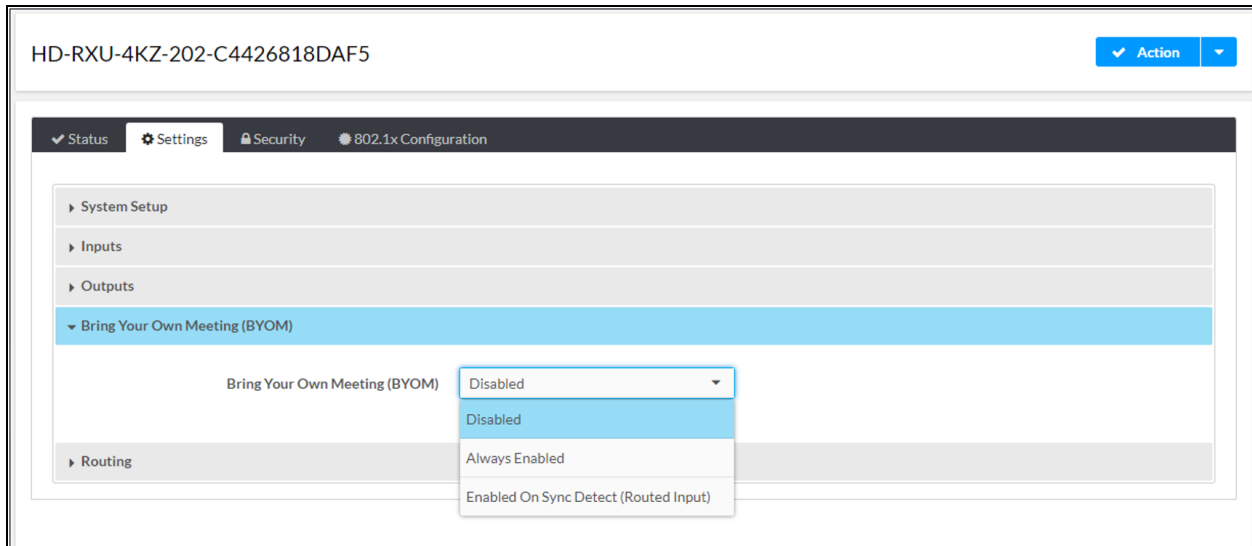 HD-RXU-4KZ-202-C4426818DAF5
Action
Status Settings Security 802.1x Configuration
System Setup
Inputs
Outputs
Bring Your Own Meeting (BYOM)
Bring Your Own Meeting (BYOM) Disabled
Disabled
Always Enabled
Routing
Enabled On Sync Detect (Routed Input)